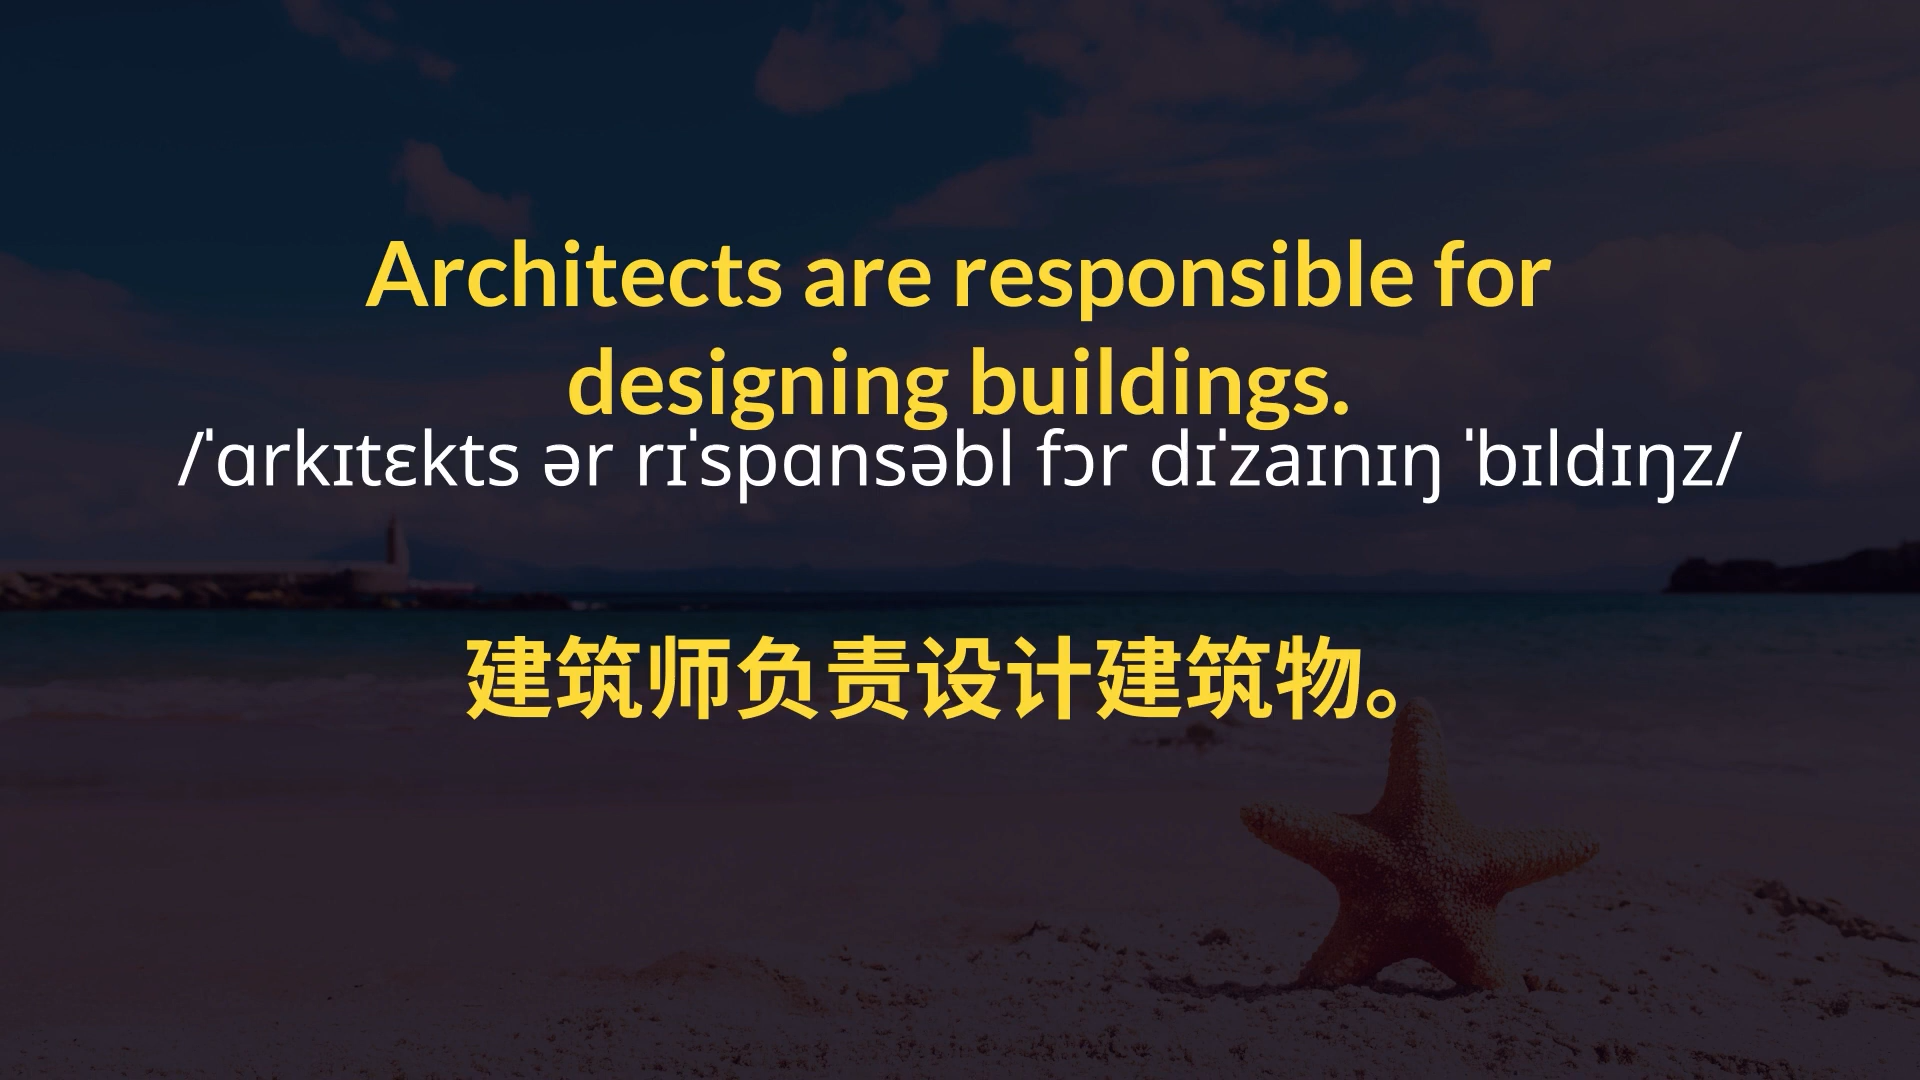 Architects are responsible for
designing buildings.
/ˈɑrkɪtɛkts ər rɪˈspɑnsəbl fɔr dɪˈzaɪnɪŋ ˈbɪldɪŋz/
建筑师负责设计建筑物。